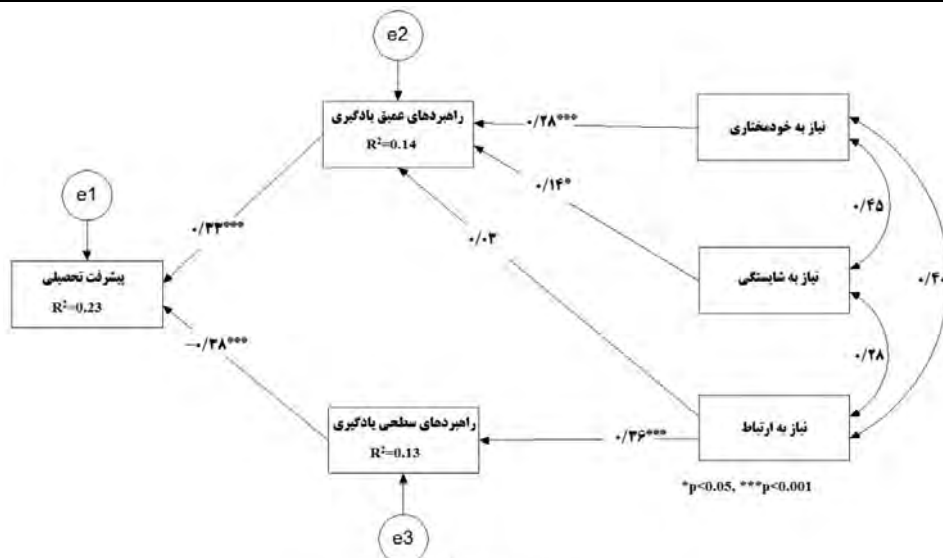 e2
راهبردهای عمیق یادگیری
R²=0.14
۰/۲۸***
نیاز به خودمختاری
۰/۱۴*
e1
۰/۴۵
۰/۳۳***
۰/۰۳
پیشرفت تحصیلی
R²=0.23
نیاز به شایستگی
۰/۴۰
−۰/۳۸***
۰/۲۸
راهبردهای سطحی یادگیری
R²=0.13
۰/۳۶***
نیاز به ارتباط
*p<0.05, ***p<0.001
e3